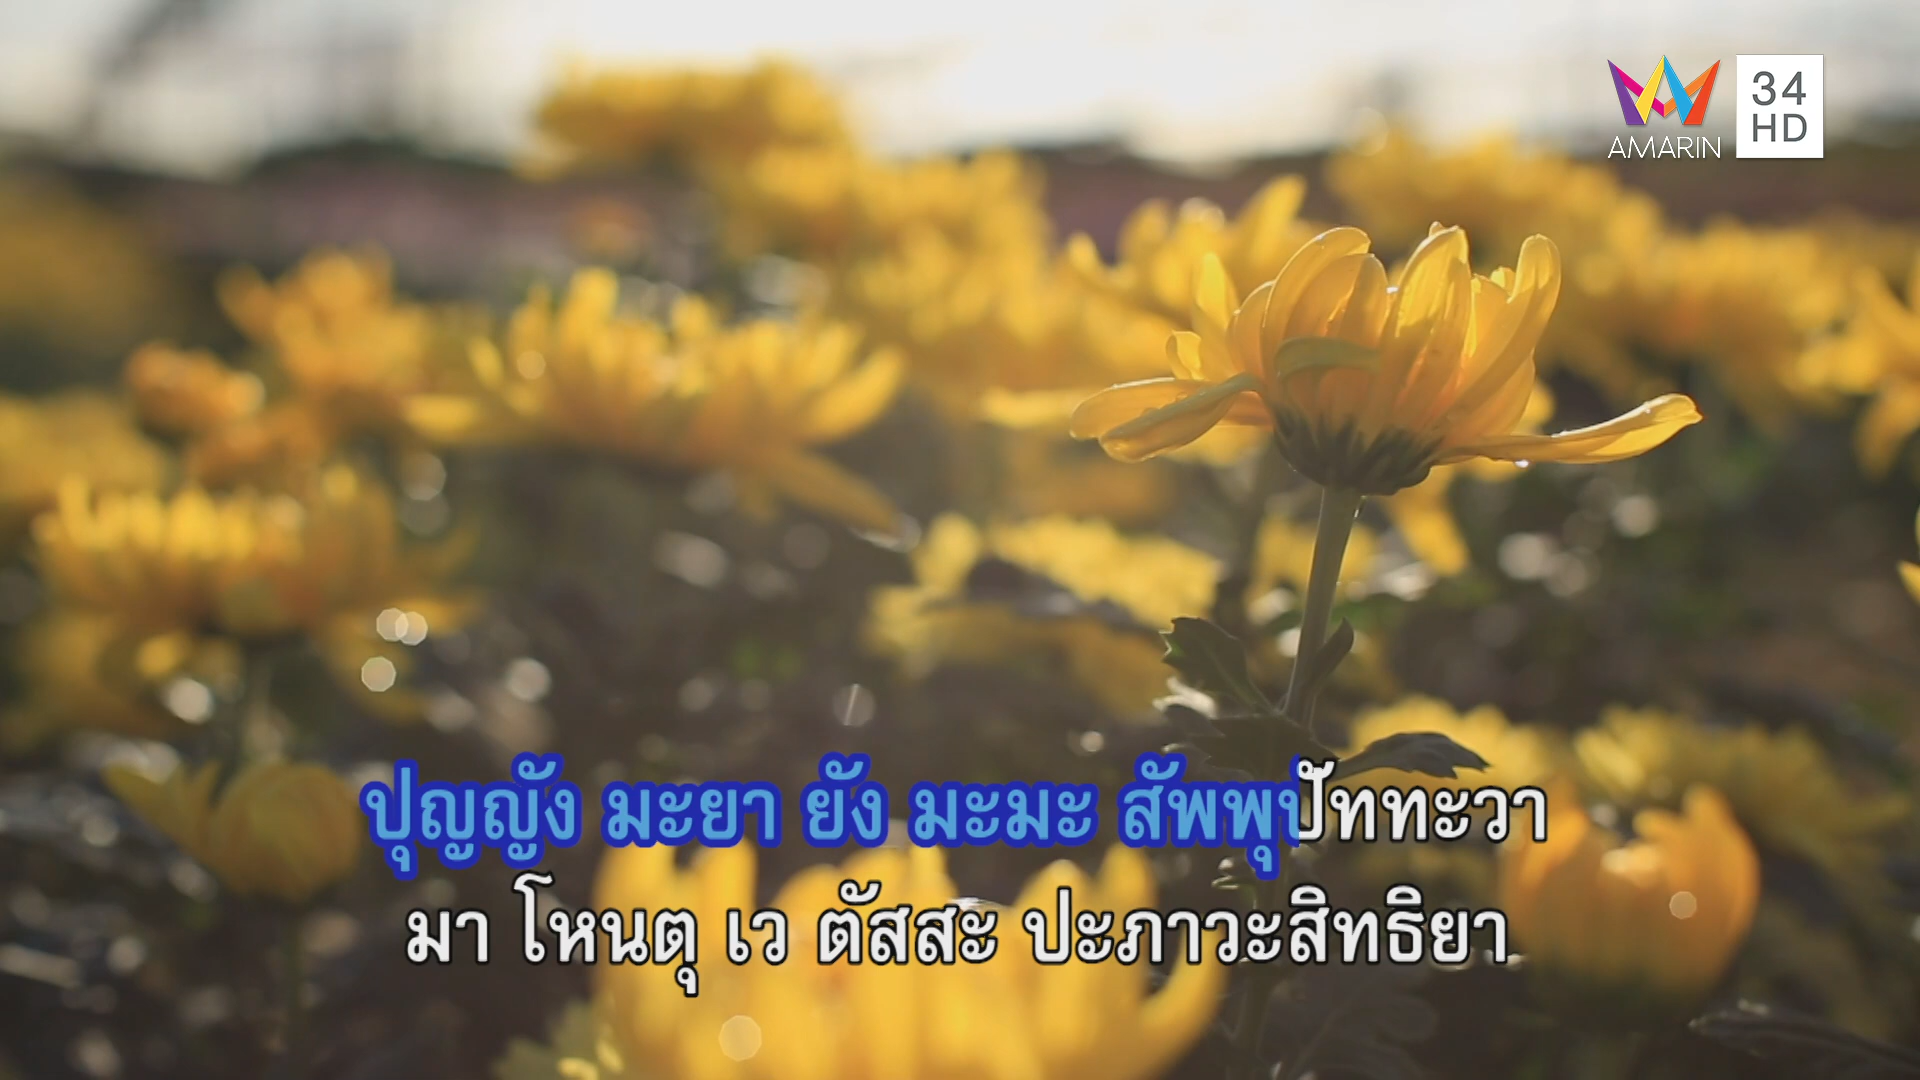 AMARIN
34
HD
ปุญญัง มะยา ยัง มะมะ สัพพุปัททะวา
มา โหนตุ เว ตัสสะ ปะภาวะสิทธิยา